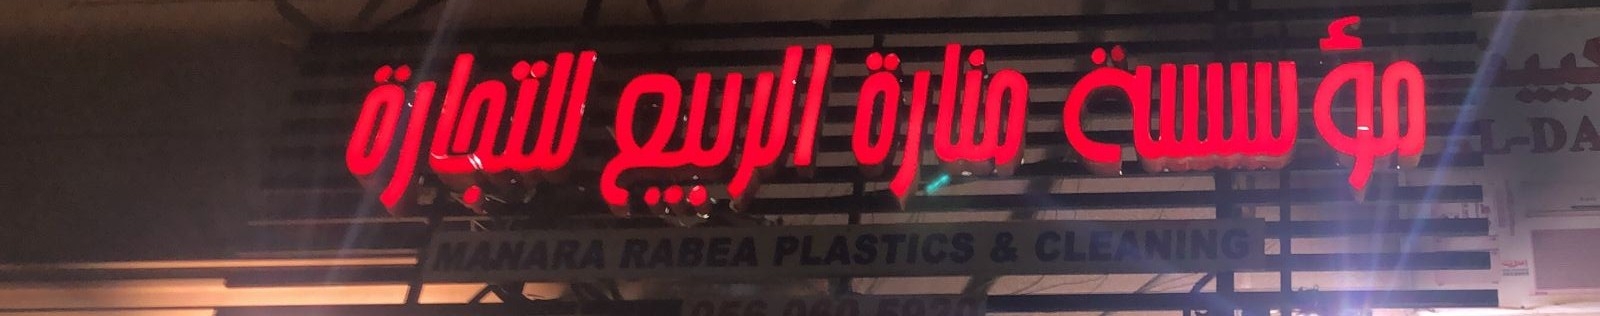 مؤسسة منارة الربيع للتجارة
MANARA RABEA PLASTICS & CLEANING